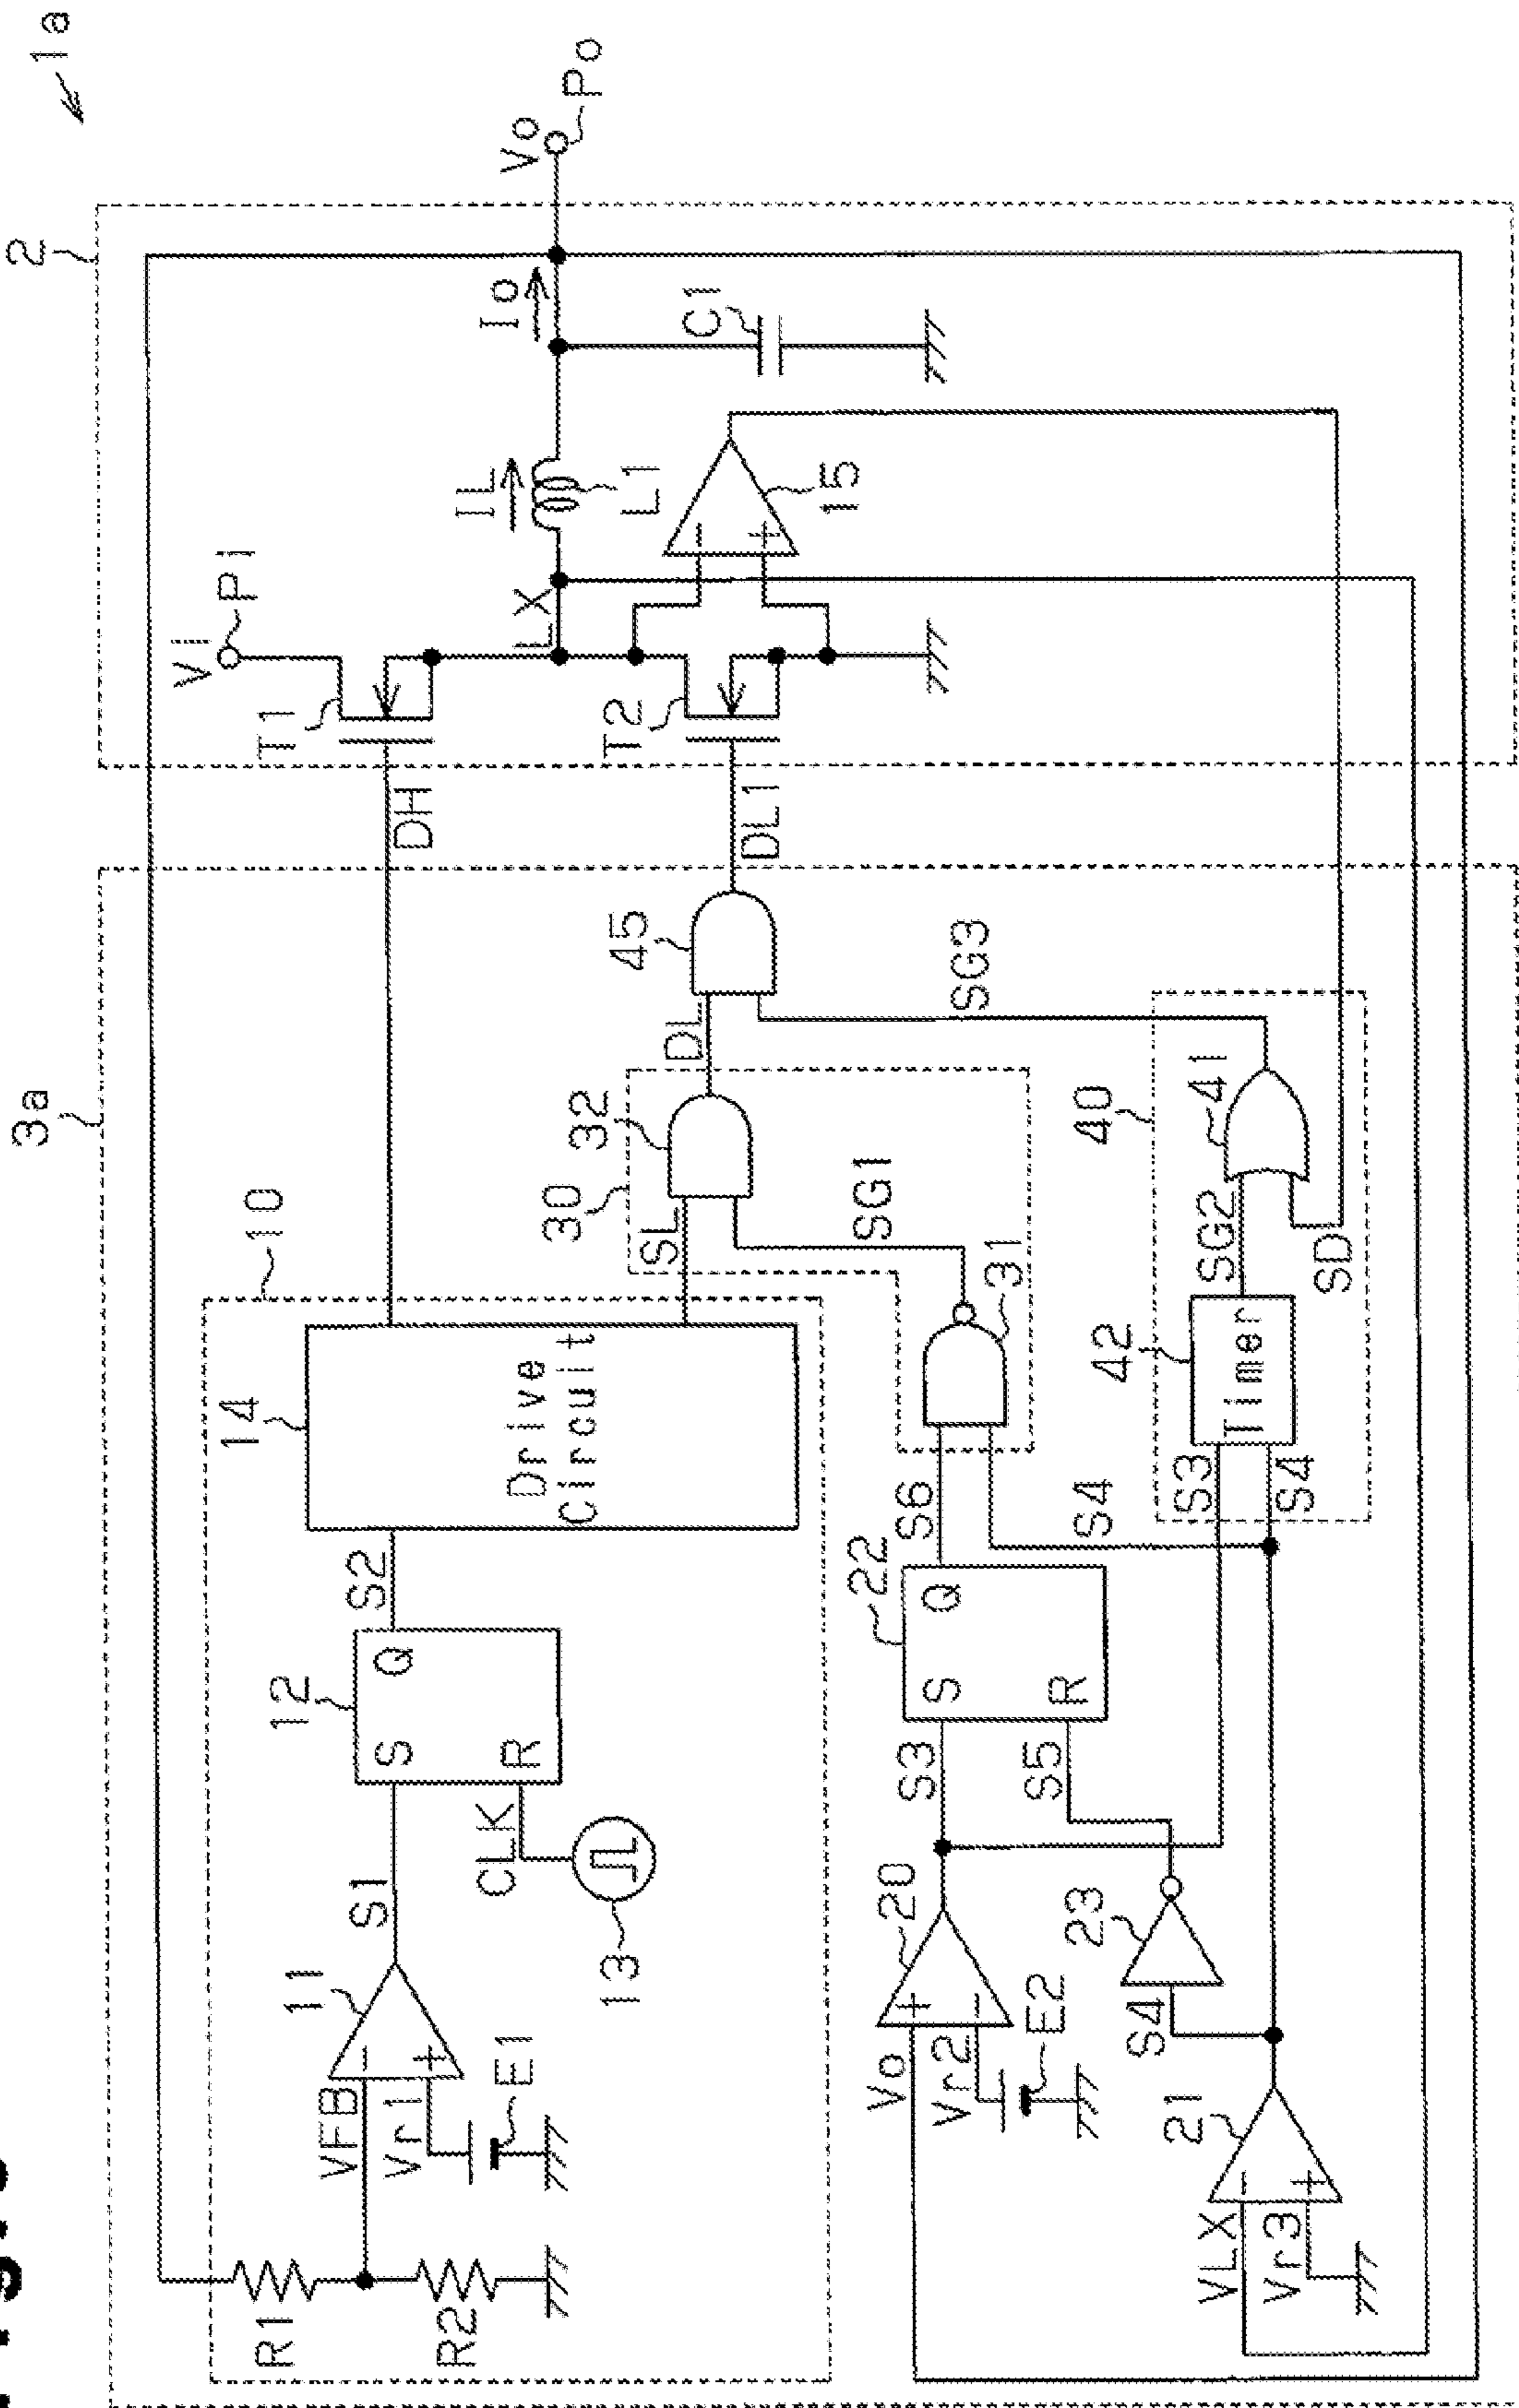 1a
3a
2
10
Vi
Pi
T1
LX
IL
L1
Io
Vo
Po
C1
T2
15
DH
DL1
45
DL
SG3
14
Drive
Circuit
30
32
SL
SG1
31
12
S
Q
R
S2
S1
CLK
13
11
VFB
Vr1
E1
R1
R2
20
Vo
Vr2
E2
S3
22
S
Q
R
S5
S6
S4
23
S4
21
VLX
Vr3
40
41
42
Timer
S3
S4
SG2
SD